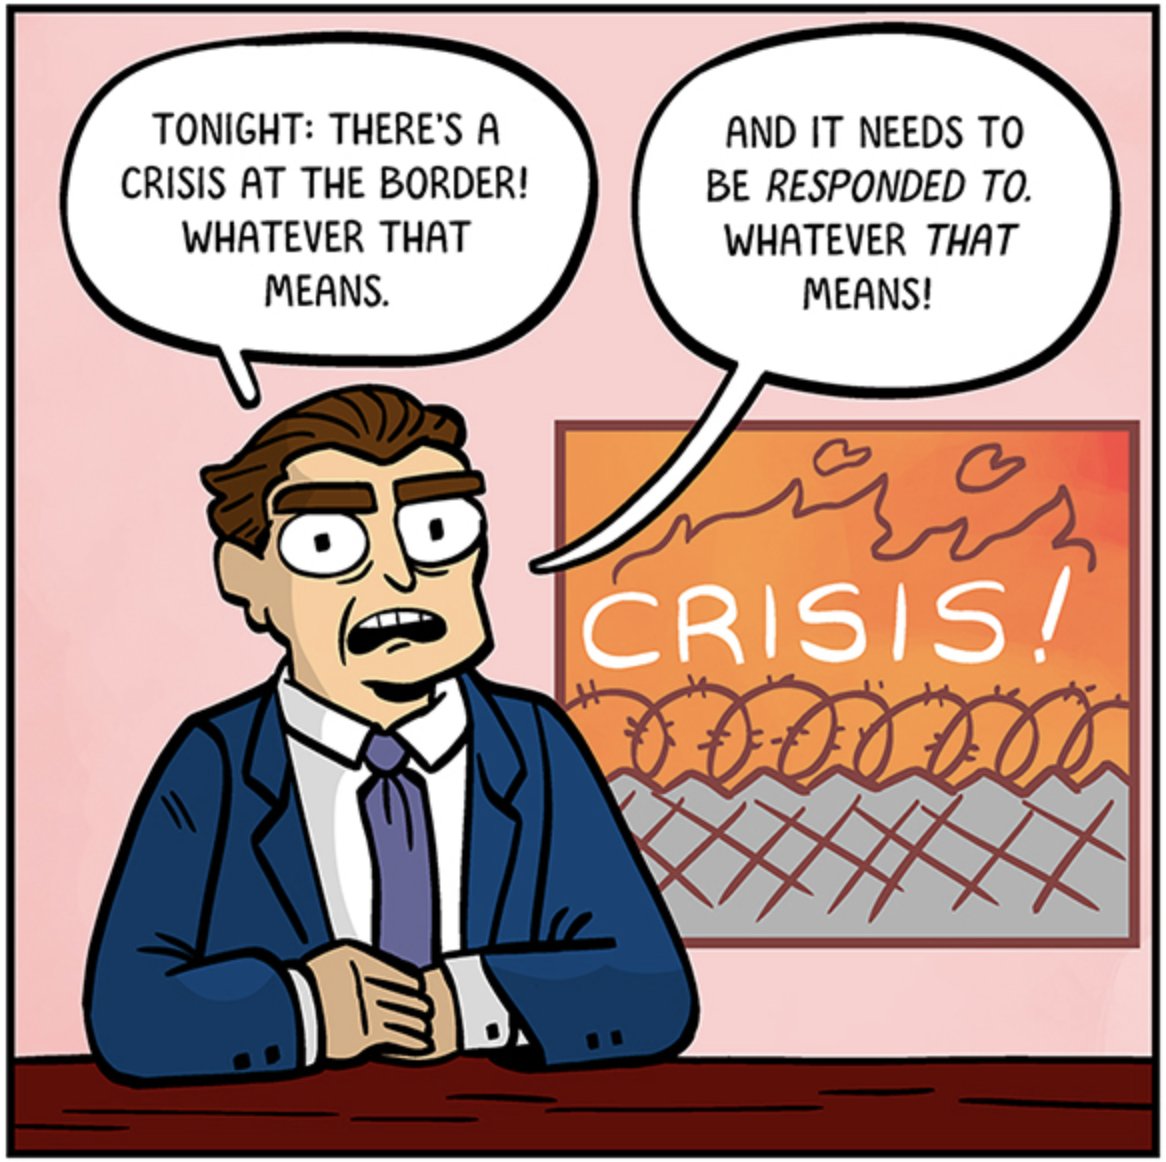 TONIGHT: THERE'S A
CRISIS AT THE BORDER!
WHATEVER THAT
MEANS.
AND IT NEEDS TO
BE RESPONDED TO.
WHATEVER THAT
MEANS!
CRISIS!